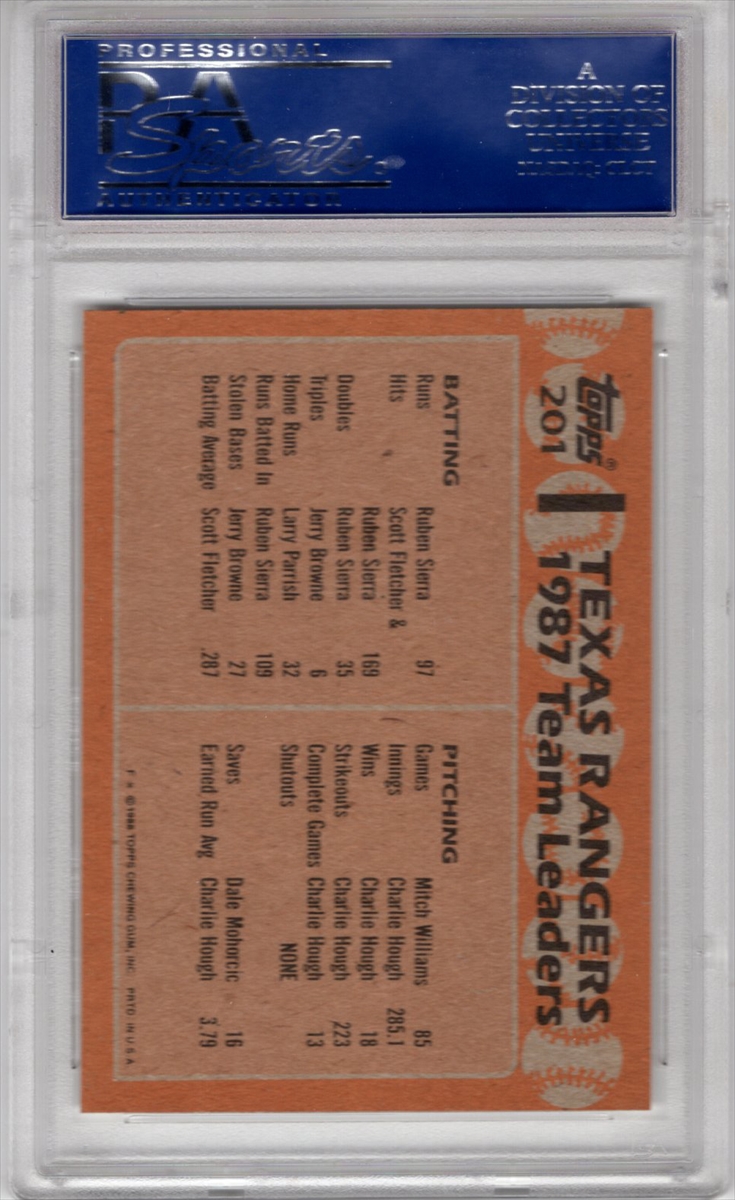 PROFESSIONAL
PSA
Sports
AUTHENTICATOR
A
DIVISION OF
COLLECTORS
UNIVERSE
NASDAQ: CLCT
topps®
201
TEXAS RANGERS
1987 Team Leaders
BATTING
Runs Ruben Sierra 97
Hits Scott Fletcher &
Ruben Sierra 169
Doubles Ruben Sierra 35
Triples Jerry Browne 6
Home Runs Larry Parrish 32
Runs Batted In Ruben Sierra 109
Stolen Bases Jerry Browne 27
Batting Average Scott Fletcher .287
PITCHING
Games Mitch Williams 85
Innings Charlie Hough 285.1
Wins Charlie Hough 18
Strikeouts Charlie Hough 223
Complete Games Charlie Hough 13
Shutouts NONE
Saves Dale Mohorcic 16
Earned Run Avg Charlie Hough 3.79
F * © 1988 TOPPS CHEWING GUM, INC. PRTD. IN U.S.A.